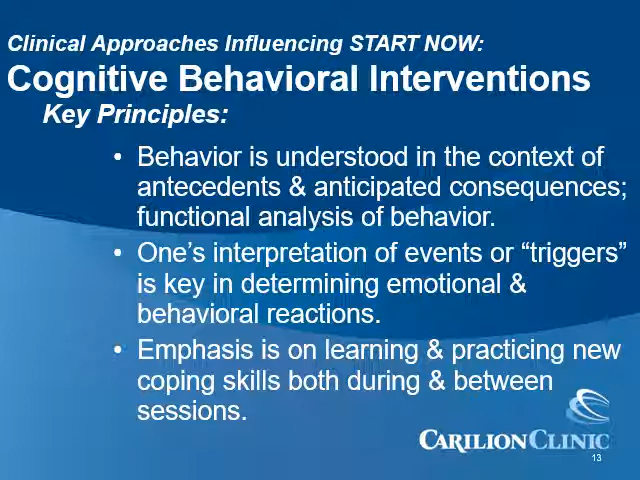 Clinical Approaches Influencing START NOW:
Cognitive Behavioral Interventions
Key Principles:
• Behavior is understood in the context of
antecedents & anticipated consequences;
functional analysis of behavior.
• One’s interpretation of events or “triggers”
is key in determining emotional &
behavioral reactions.
• Emphasis is on learning & practicing new
coping skills both during & between
sessions.
CARILION CLINIC
13